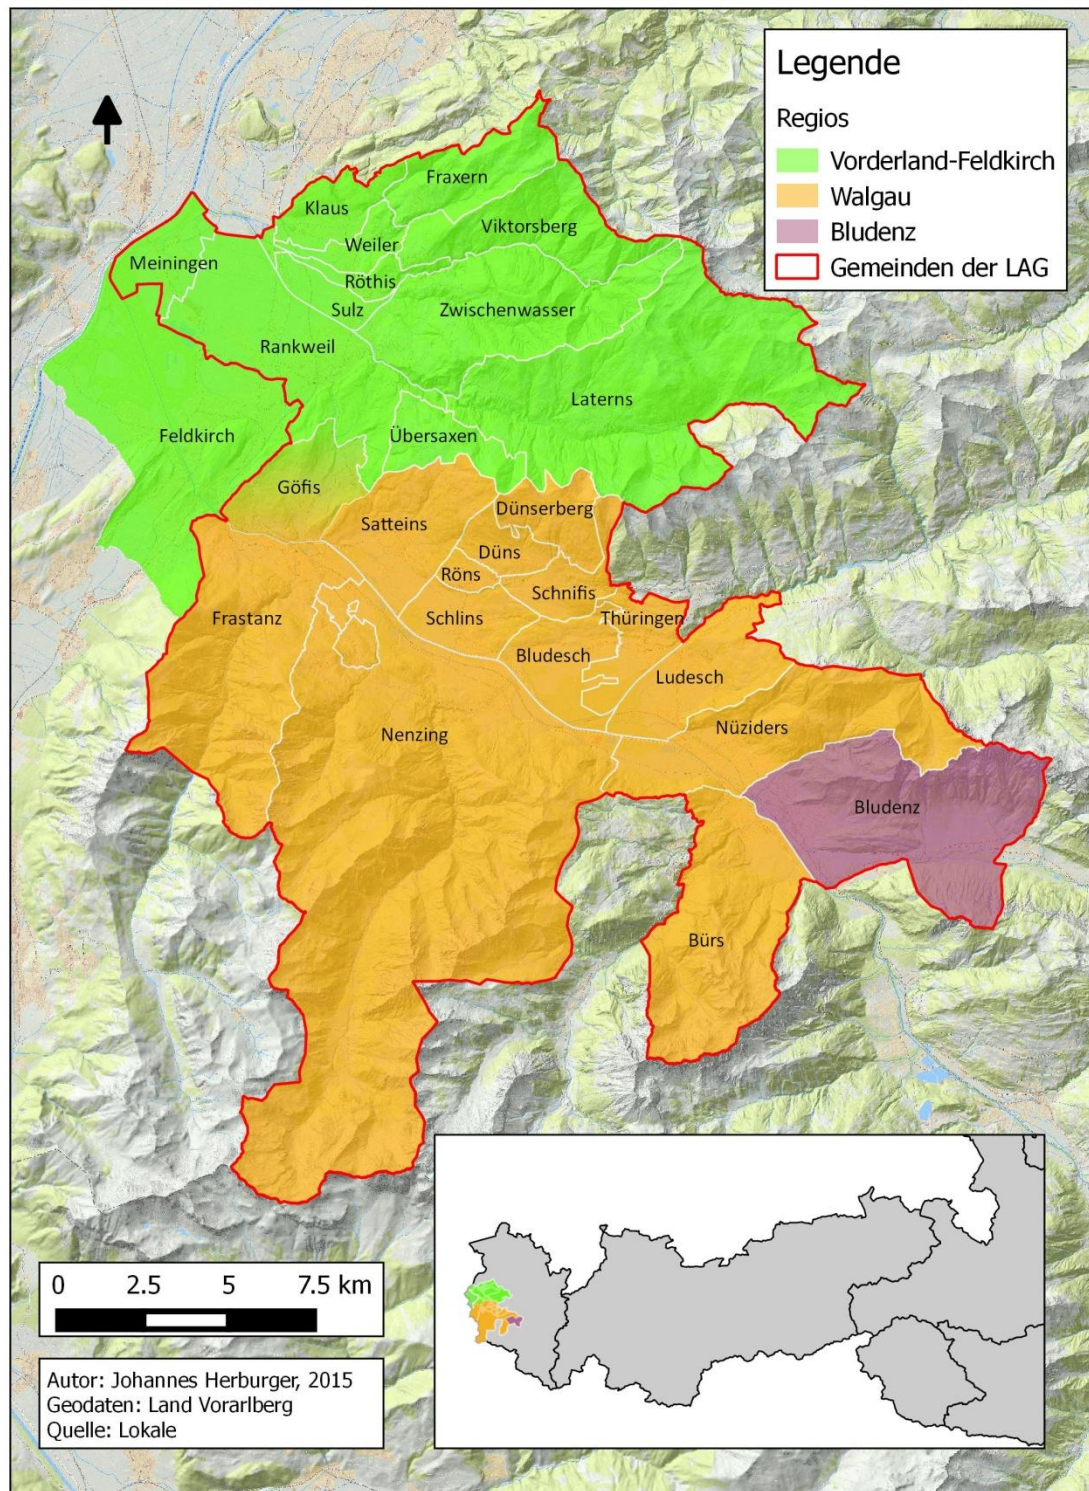 Legende
Regios
Vorderland-Feldkirch
Walgau
Bludenz
Gemeinden der LAG
Fraxern
Klaus
Viktorsberg
Weiler
Meiningen
Röthis
Sulz
Zwischenwasser
Rankweil
Laterns
Feldkirch
Übersaxen
Göfis
Dünserberg
Satteins
Düns
Röns
Schnifis
Frastanz
Schlins
Thüringen
Bludesch
Ludesch
Nüziders
Nenzing
Bludenz
Bürs
0 2.5 5 7.5 km
Autor: Johannes Herburger, 2015
Geodaten: Land Vorarlberg
Quelle: Lokale